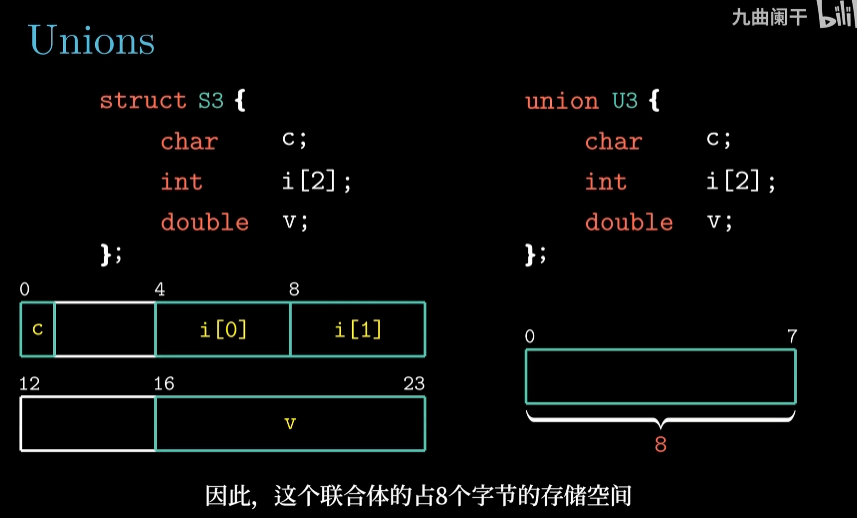 九曲阑干 bili
Unions
struct S3 {
char c;
int i[2];
double v;
};
union U3 {
char c;
int i[2];
double v;
};
0 4 8
c i[0] i[1]
12 16 23
v
0 7
8
因此，这个联合体的占8个字节的存储空间